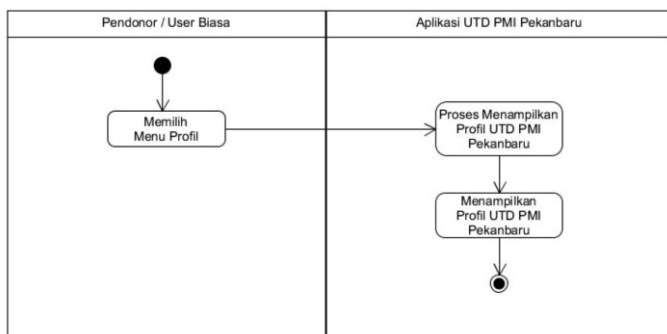 Pendonor / User Biasa
Aplikasi UTD PMI Pekanbaru
Memilih
Menu Profil
Proses Menampilkan
Profil UTD PMI
Pekanbaru
Menampilkan
Profil UTD PMI
Pekanbaru